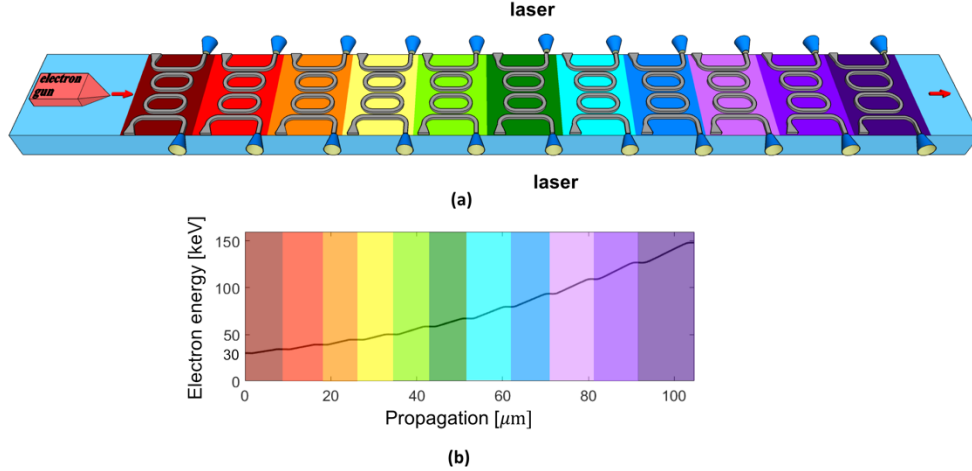 laser
electron
gun
laser
(a)
Electron energy [keV]
150
100
50
30
0
0 20 40 60 80 100
Propagation [μm]
(b)